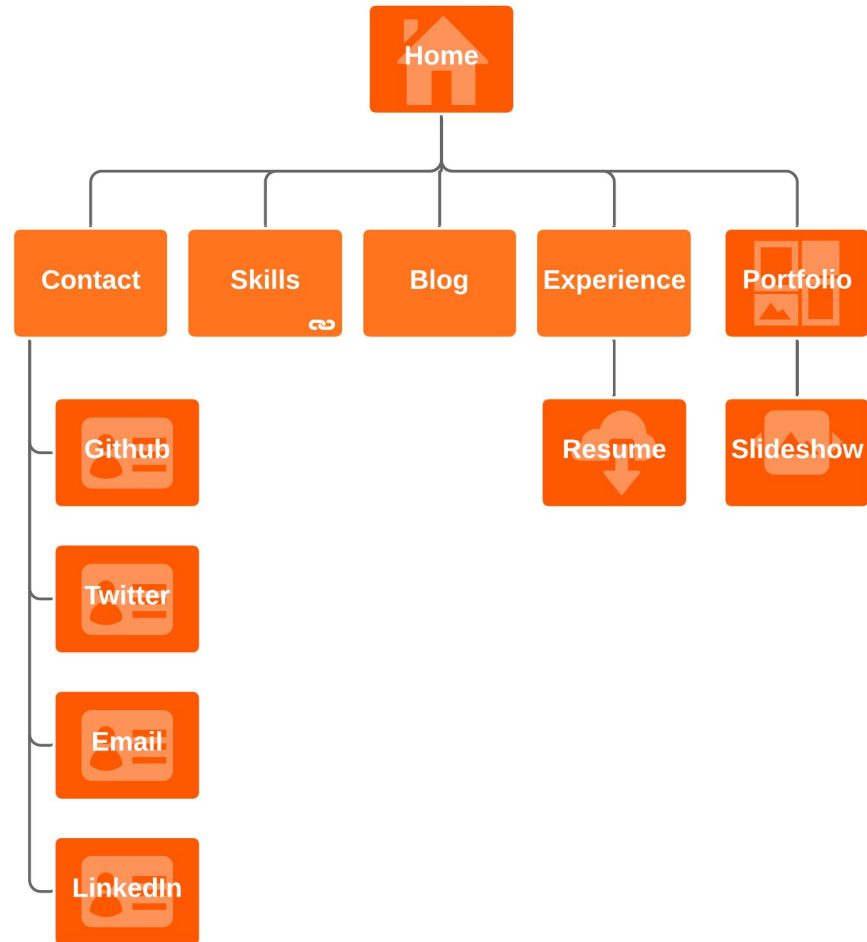 Home
Contact
Skills
Blog
Experience
Portfolio
Github
Resume
Slideshow
Twitter
Email
LinkedIn